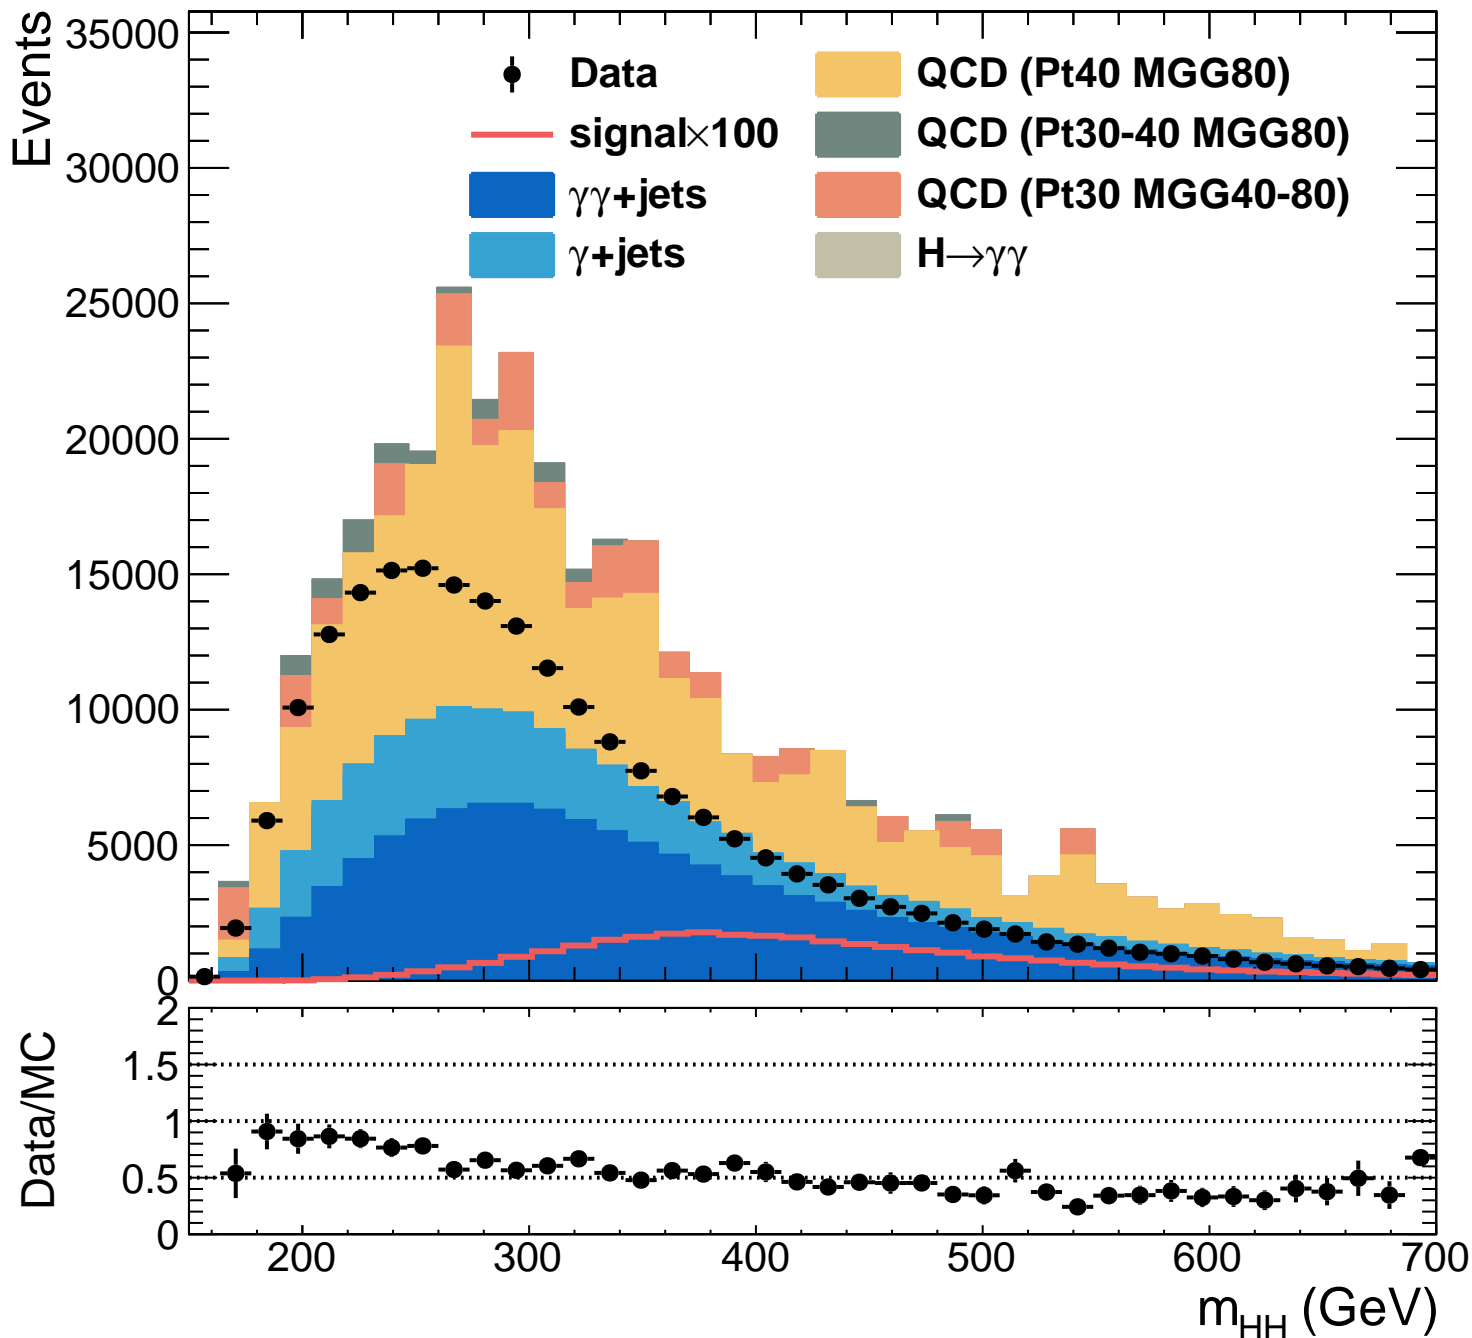 Events
35000
30000
25000
20000
15000
10000
5000
0
Data
signal×100
γγ+jets
γ+jets
QCD (Pt40 MGG80)
QCD (Pt30-40 MGG80)
QCD (Pt30 MGG40-80)
H→γγ
Data/MC
2
1.5
1
0.5
0
200 300 400 500 600 700
m_HH (GeV)